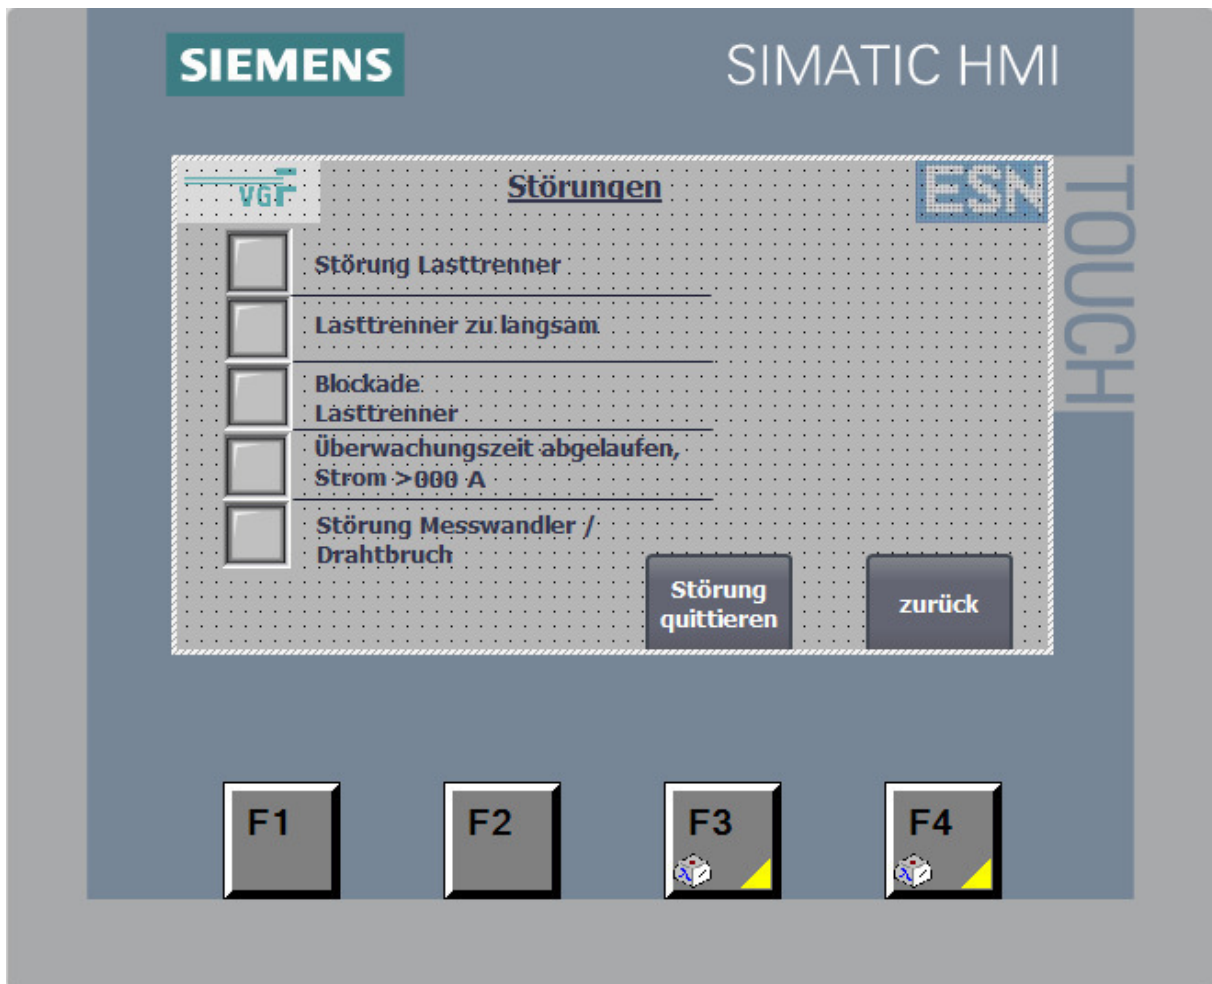 SIEMENS
SIMATIC HMI
TOUCH
VGF
Störungen
ESN
Störung Lasttrenner
Lasttrenner zu langsam
Blockade
Lasttrenner
Überwachungszeit abgelaufen,
Strom >000 A
Störung Messwandler /
Drahtbruch
Störung
quittieren
zurück
F1
F2
F3
F4